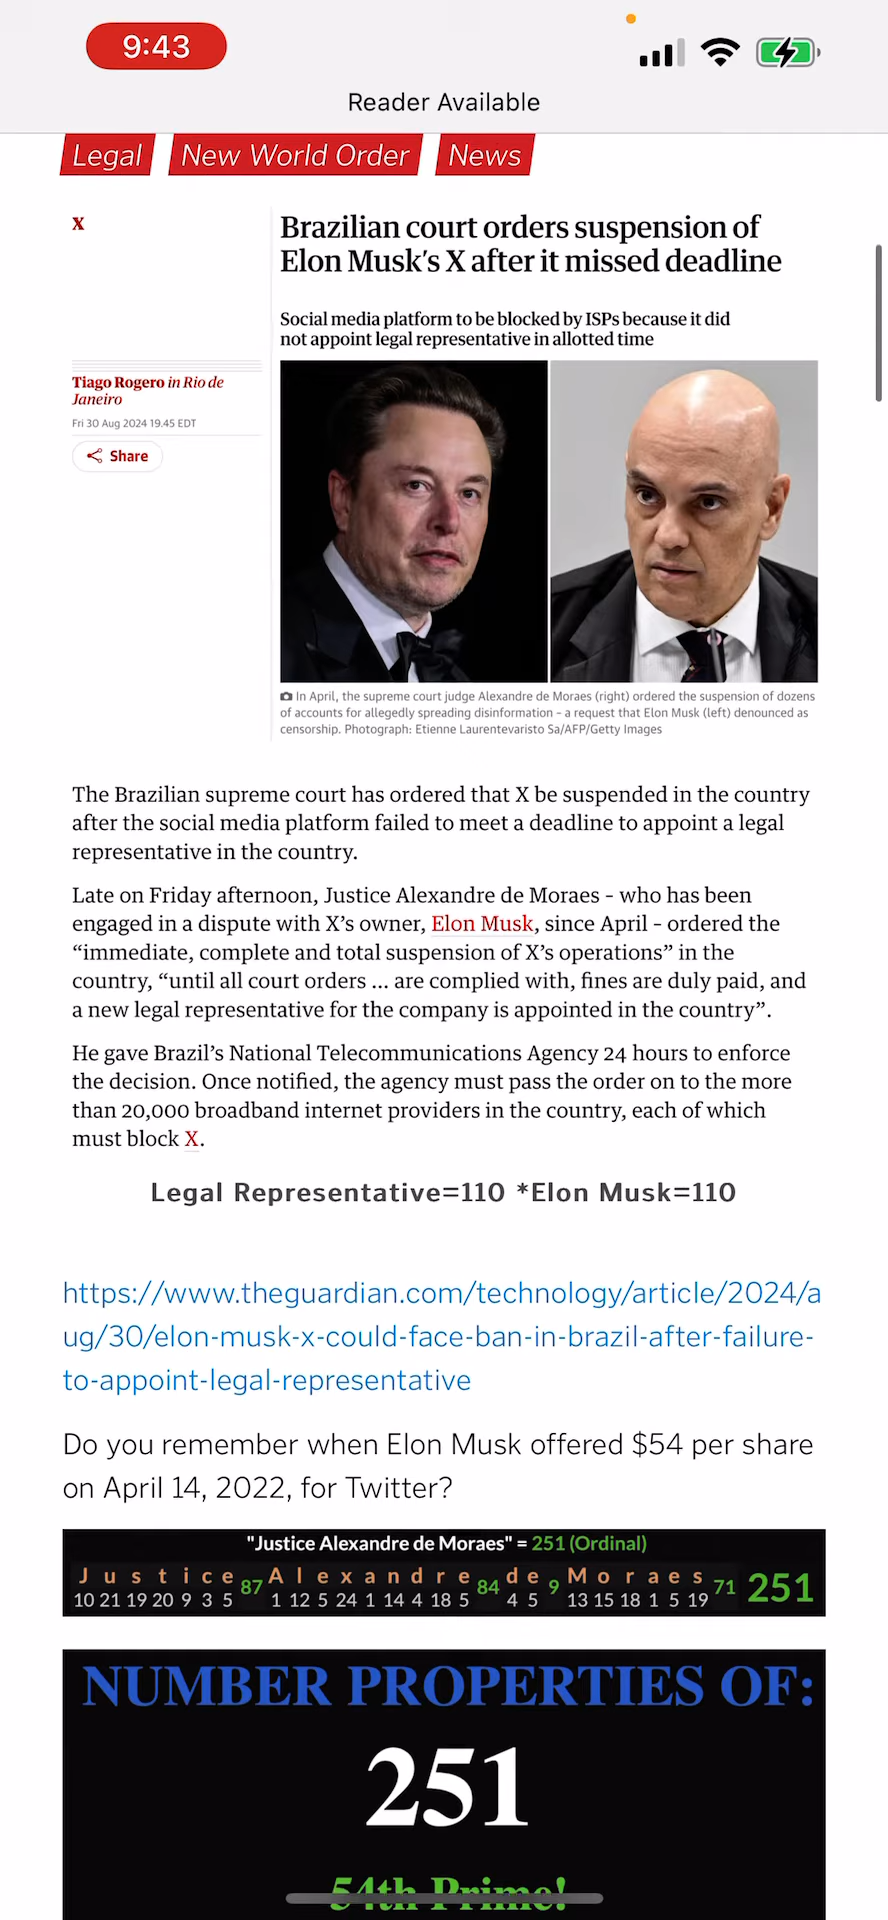 9:43
Reader Available
Legal New World Order News
X
Brazilian court orders suspension of
Elon Musk's X after it missed deadline
Social media platform to be blocked by ISPs because it did
not appoint legal representative in allotted time
Tiago Rogero in Rio de
Janeiro
Fri 30 Aug 2024 19.45 EDT
Share
In April, the supreme court judge Alexandre de Moraes (right) ordered the suspension of dozens
of accounts for allegedly spreading disinformation – a request that Elon Musk (left) denounced as
censorship. Photograph: Etienne Laurentevaristo Sa/AFP/Getty Images
The Brazilian supreme court has ordered that X be suspended in the country
after the social media platform failed to meet a deadline to appoint a legal
representative in the country.
Late on Friday afternoon, Justice Alexandre de Moraes – who has been
engaged in a dispute with X's owner, Elon Musk, since April – ordered the
“immediate, complete and total suspension of X's operations” in the
country, “until all court orders … are complied with, fines are duly paid, and
a new legal representative for the company is appointed in the country”.
He gave Brazil's National Telecommunications Agency 24 hours to enforce
the decision. Once notified, the agency must pass the order on to the more
than 20,000 broadband internet providers in the country, each of which
must block X.
Legal Representative=110 *Elon Musk=110
https://www.theguardian.com/technology/article/2024/a
ug/30/elon-musk-x-could-face-ban-in-brazil-after-failure-
to-appoint-legal-representative
Do you remember when Elon Musk offered $54 per share
on April 14, 2022, for Twitter?
"Justice Alexandre de Moraes" = 251 (Ordinal)
J u s t i c e 87 A l e x a n d r e 84 d e 9 M o r a e s 71 251
10 21 19 20 9 3 5 1 12 5 24 1 14 4 18 5 4 5 13 15 18 1 5 19
NUMBER PROPERTIES OF:
251
54th Prime!